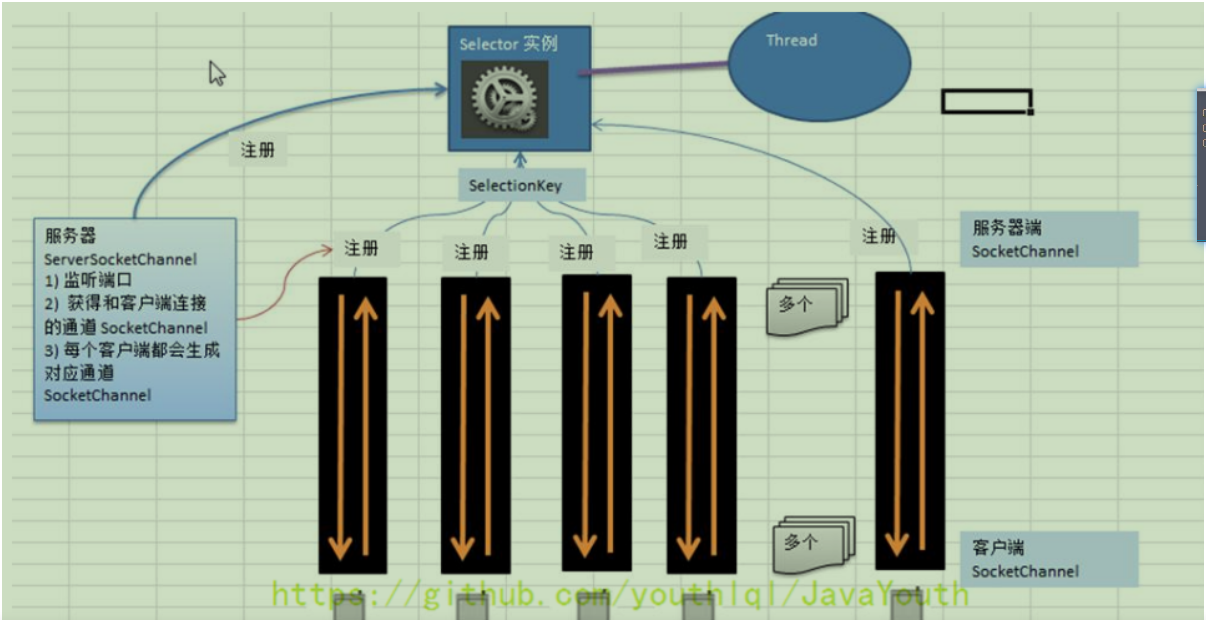 Selector 实例
Thread
注册
SelectionKey
服务器
ServerSocketChannel
1) 监听端口
2) 获得和客户端连接
的通道 SocketChannel
3) 每个客户端都会生成
对应通道
SocketChannel
注册
注册
注册
注册
注册
服务器端
SocketChannel
多个
多个
客户端
SocketChannel
https://github.com/youthlql/JavaYouth